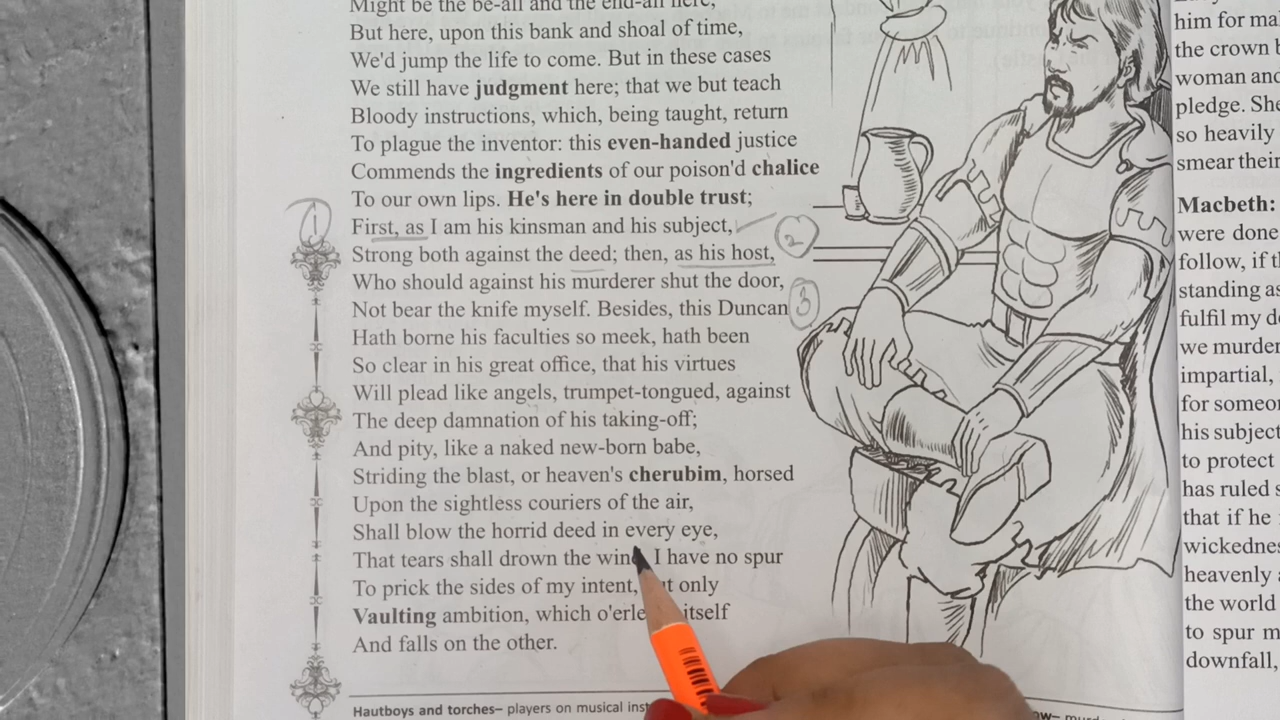 Might be the be-all and the end-all here,
But here, upon this bank and shoal of time,
We'd jump the life to come. But in these cases
We still have judgment here; that we but teach
Bloody instructions, which, being taught, return
To plague the inventor: this even-handed justice
Commends the ingredients of our poison'd chalice
To our own lips. He's here in double trust;
1
First, as I am his kinsman and his subject,
2
Strong both against the deed; then, as his host,
Who should against his murderer shut the door,
Not bear the knife myself. Besides, this Duncan
3
Hath borne his faculties so meek, hath been
So clear in his great office, that his virtues
Will plead like angels, trumpet-tongued, against
The deep damnation of his taking-off;
And pity, like a naked new-born babe,
Striding the blast, or heaven's cherubim, horsed
Upon the sightless couriers of the air,
Shall blow the horrid deed in every eye,
That tears shall drown the I have no spur
To prick the sides of my intent, only
Vaulting ambition, which itself
And falls on the other.
Hautboys and torches– players on musical
him for
the crown
woman and
pledge.
so heavily
smear their
Macbeth:
were done
follow, if
standing
fulfil my
we murder
impartial,
for
his subject
to protect
has ruled
that if he
heavenly
the world
to spur
downfall,